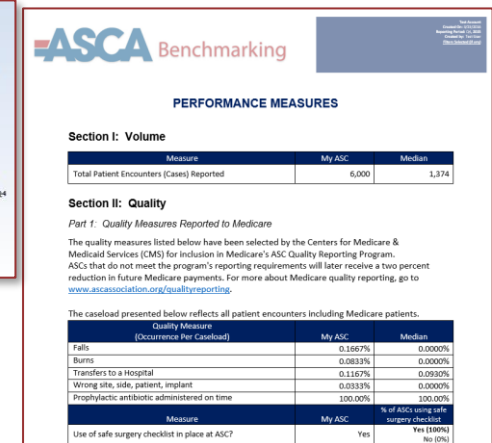 ASCA Benchmarking
PERFORMANCE MEASURES
Section I: Volume
Measure My ASC Median
Total Patient Encounters (Cases) Reported 6,000 1,374
Section II: Quality
Part 1: Quality Measures Reported to Medicare
The quality measures listed below have been selected by the Centers for Medicare &
Medicaid Services (CMS) for inclusion in Medicare's ASC Quality Reporting Program.
ASCs that do not meet the program's reporting requirements will later receive a two percent
reduction in future Medicare payments. For more about Medicare quality reporting, go to
www.ascassociation.org/qualityreporting.
The caseload presented below reflects all patient encounters including Medicare patients.
Quality Measure
(Occurrence Per Caseload) My ASC Median
Falls 0.1667% 0.0000%
Burns 0.0833% 0.0000%
Transfers to a Hospital 0.1167% 0.0930%
Wrong site, side, patient, implant 0.0333% 0.0000%
Prophylactic antibiotic administered on time 100.00% 100.00%
Measure My ASC % of ASCs using safe
surgery checklist
Use of safe surgery checklist in place at ASC? Yes Yes (100%)
No (0%)